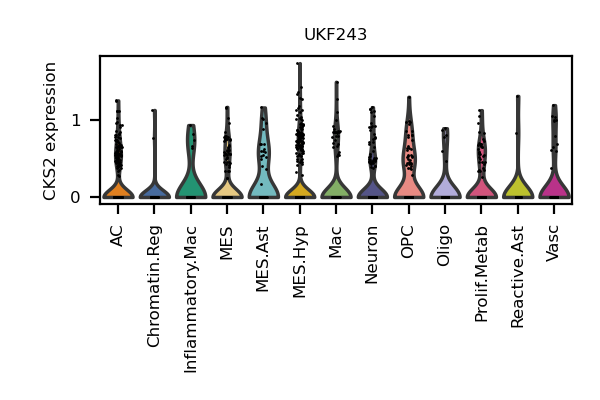 UKF243
CKS2 expression
1
0
AC
Chromatin.Reg
Inflammatory.Mac
MES
MES.Ast
MES.Hyp
Mac
Neuron
OPC
Oligo
Prolif.Metab
Reactive.Ast
Vasc